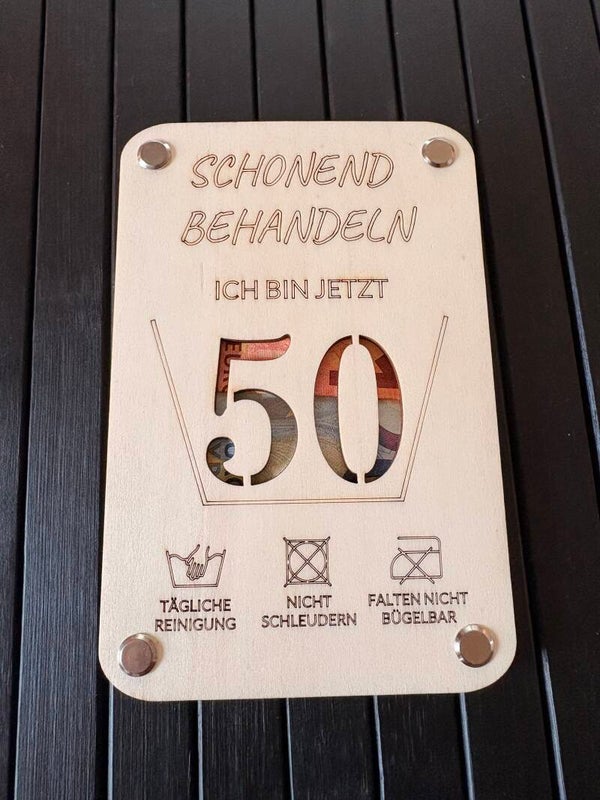 SCHONEND
BEHANDELN
ICH BIN JETZT
50
TÄGLICHE
REINIGUNG
NICHT
SCHLEUDERN
FALTEN NICHT
BÜGELBAR